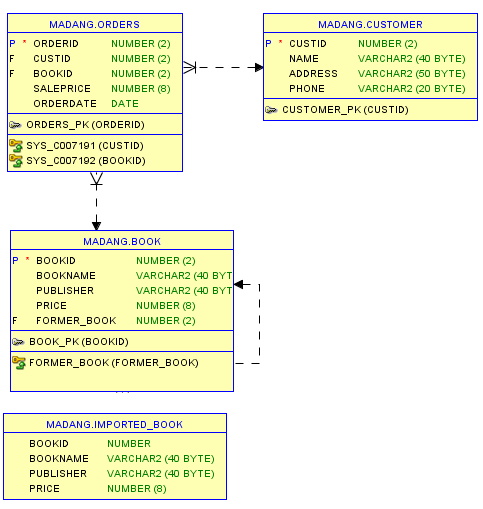 MADANG.ORDERS
P * ORDERID NUMBER (2)
F CUSTID NUMBER (2)
F BOOKID NUMBER (2)
SALEPRICE NUMBER (8)
ORDERDATE DATE
ORDERS_PK (ORDERID)
SYS_C007191 (CUSTID)
SYS_C007192 (BOOKID)
MADANG.CUSTOMER
P * CUSTID NUMBER (2)
NAME VARCHAR2 (40 BYTE)
ADDRESS VARCHAR2 (50 BYTE)
PHONE VARCHAR2 (20 BYTE)
CUSTOMER_PK (CUSTID)
MADANG.BOOK
P * BOOKID NUMBER (2)
BOOKNAME VARCHAR2 (40 BYT
PUBLISHER VARCHAR2 (40 BYT
PRICE NUMBER (8)
F FORMER_BOOK NUMBER (2)
BOOK_PK (BOOKID)
FORMER_BOOK (FORMER_BOOK)
MADANG.IMPORTED_BOOK
BOOKID NUMBER
BOOKNAME VARCHAR2 (40 BYTE)
PUBLISHER VARCHAR2 (40 BYTE)
PRICE NUMBER (8)